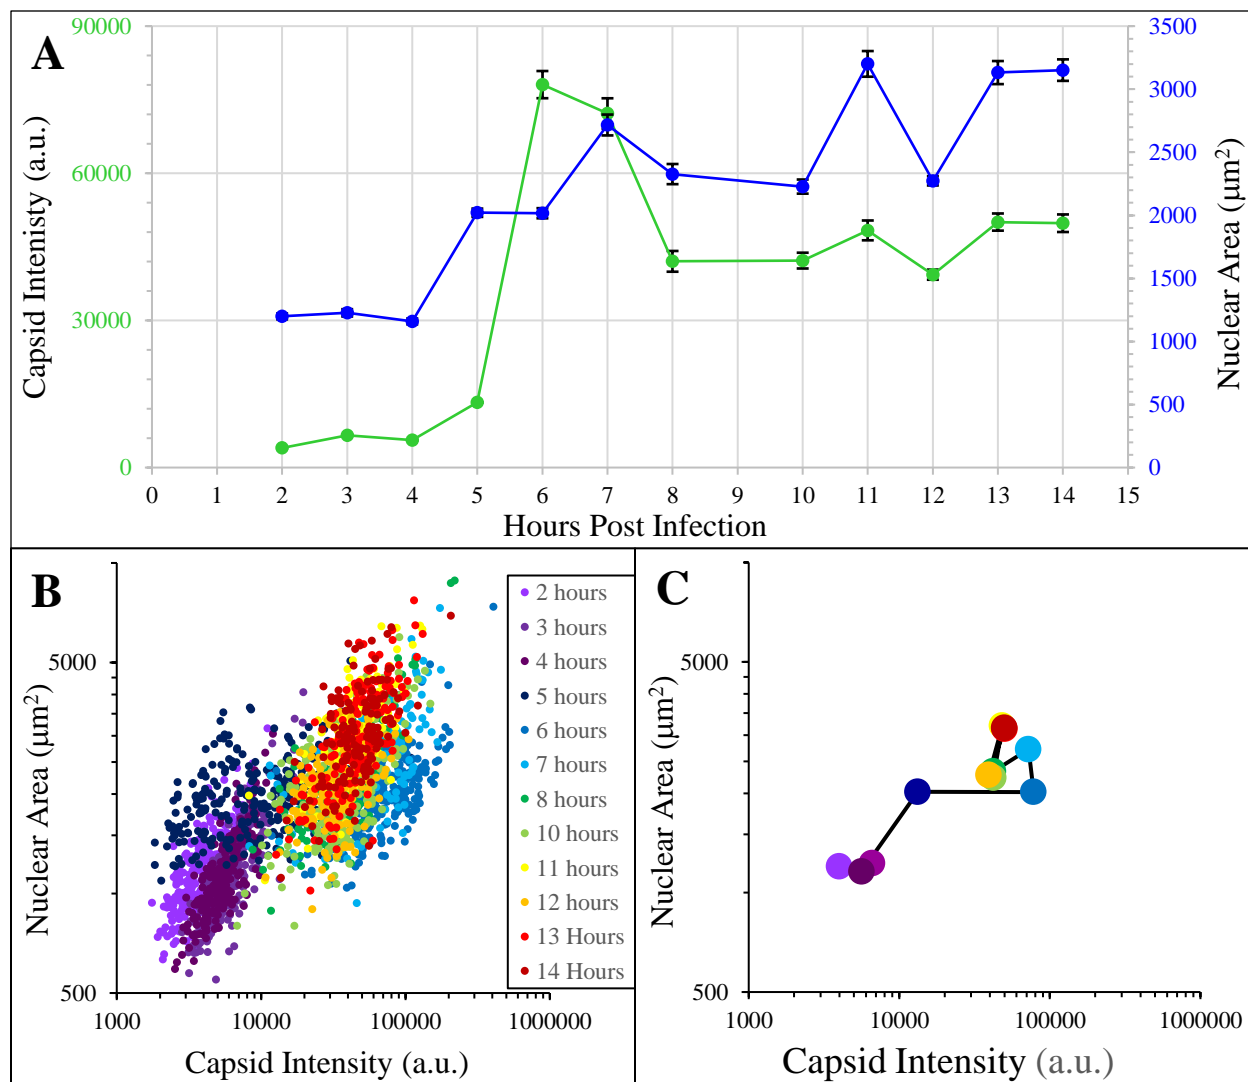 A
90000
60000
30000
0
Capsid Intenisty (a.u.)
3500
3000
2500
2000
1500
1000
500
0
Nuclear Area (μm²)
0 1 2 3 4 5 6 7 8 9 10 11 12 13 14 15
Hours Post Infection
B
5000
500
Nuclear Area (μm²)
1000 10000 100000 1000000
Capsid Intensity (a.u.)
2 hours
3 hours
4 hours
5 hours
6 hours
7 hours
8 hours
10 hours
11 hours
12 hours
13 Hours
14 Hours
C
5000
500
Nuclear Area (μm²)
1000 10000 100000 1000000
Capsid Intensity (a.u.)